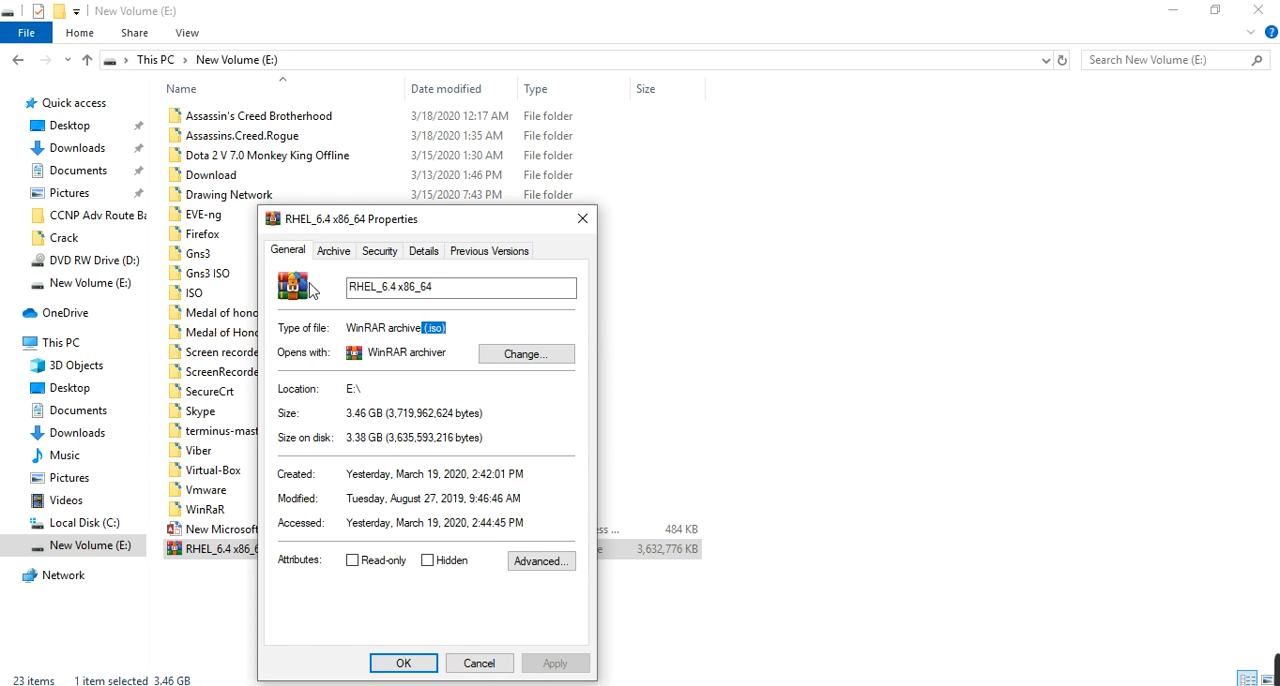 New Volume (E:)
File Home Share View
This PC New Volume (E:) Search New Volume (E:)
Name Date modified Type Size
Quick access
Desktop
Downloads
Documents
Pictures
CCNP Adv Route Ba
Crack
DVD RW Drive (D:)
New Volume (E:)
OneDrive
This PC
3D Objects
Desktop
Documents
Downloads
Music
Pictures
Videos
Local Disk (C:)
New Volume (E:)
Network
Assassin's Creed Brotherhood 3/18/2020 12:17 AM File folder
Assassins.Creed.Rogue 3/18/2020 1:35 AM File folder
Dota 2 V 7.0 Monkey King Offline 3/15/2020 1:30 AM File folder
Download 3/13/2020 1:46 PM File folder
Drawing Network 3/15/2020 7:43 PM File folder
EVE-ng
Firefox
Gns3
Gns3 ISO
ISO
Medal of hono
Medal of Hono
Screen recorde
ScreenRecorde
SecureCrt
Skype
terminus-mast
Viber
Virtual-Box
Vmware
WinRaR
New Microsoft ess ... 484 KB
RHEL_6.4 x86_6 e 3,632,776 KB
RHEL_6.4 x86_64 Properties
General Archive Security Details Previous Versions
RHEL_6.4 x86_64
Type of file: WinRAR archive (.iso)
Opens with: WinRAR archiver Change...
Location: E:\
Size: 3.46 GB (3,719,962,624 bytes)
Size on disk: 3.38 GB (3,635,593,216 bytes)
Created: Yesterday, March 19, 2020, 2:42:01 PM
Modified: Tuesday, August 27, 2019, 9:46:46 AM
Accessed: Yesterday, March 19, 2020, 2:44:45 PM
Attributes: Read-only Hidden Advanced...
OK Cancel Apply
23 items 1 item selected 3.46 GB